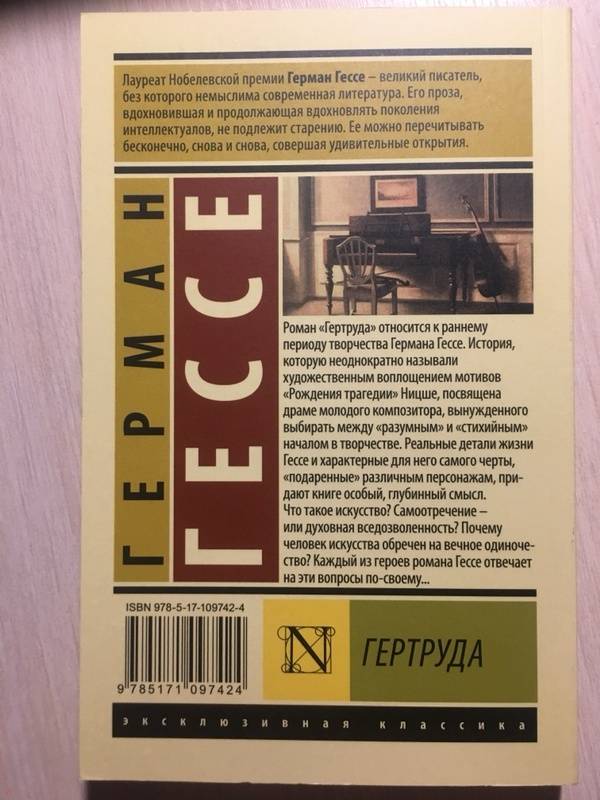 Лауреат Нобелевской премии Герман Гессе – великий писатель,
без которого немыслима современная литература. Его проза,
вдохновившая и продолжающая вдохновлять поколения
интеллектуалов, не подлежит старению. Ее можно перечитывать
бесконечно, снова и снова, совершая удивительные открытия.
ГЕРМАН
ГЕССЕ
Роман «Гертруда» относится к раннему
периоду творчества Германа Гессе. История,
которую неоднократно называли
художественным воплощением мотивов
«Рождения трагедии» Ницше, посвящена
драме молодого композитора, вынужденного
выбирать между «разумным» и «стихийным»
началом в творчестве. Реальные детали жизни
Гессе и характерные для него самого черты,
«подаренные» различным персонажам, при-
дают книге особый, глубинный смысл.
Что такое искусство? Самоотречение –
или духовная вседозволенность? Почему
человек искусства обречен на вечное одиноче-
ство? Каждый из героев романа Гессе отвечает
на эти вопросы по-своему...
ISBN 978-5-17-109742-4
9 785171 097424
N
ГЕРТРУДА
эксклюзивная классика